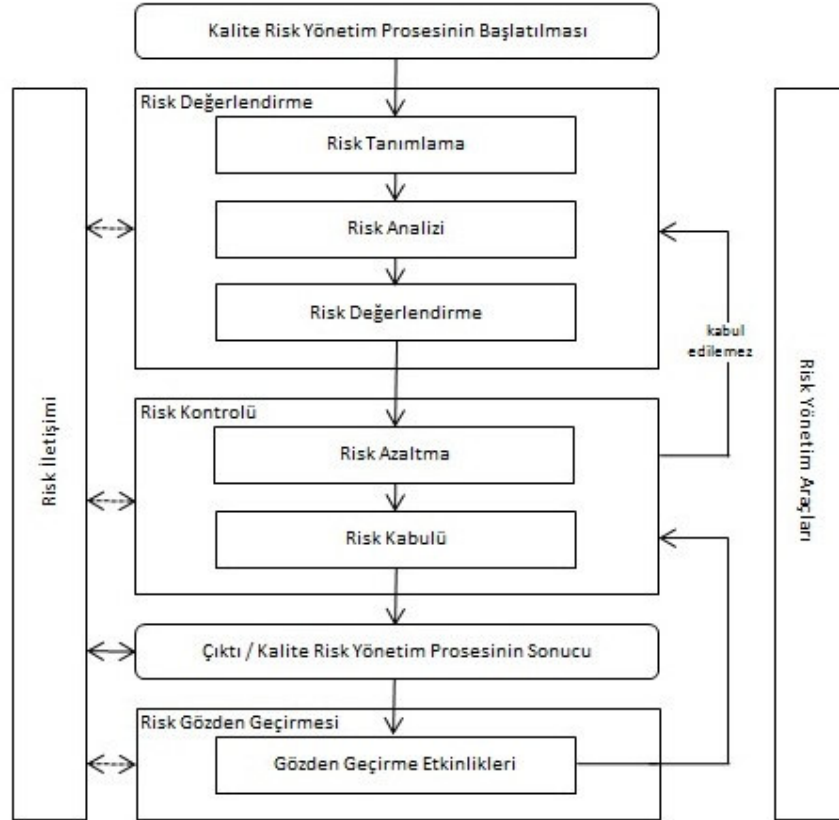 Kalite Risk Yönetim Prosesinin Başlatılması
Risk Değerlendirme
Risk Tanımlama
Risk Analizi
Risk Değerlendirme
kabul
edilemez
Risk Kontrolü
Risk Azaltma
Risk Kabulü
Çıktı / Kalite Risk Yönetim Prosesinin Sonucu
Risk Gözden Geçirmesi
Gözden Geçirme Etkinlikleri
Risk İletişimi
Risk Yönetim Araçları